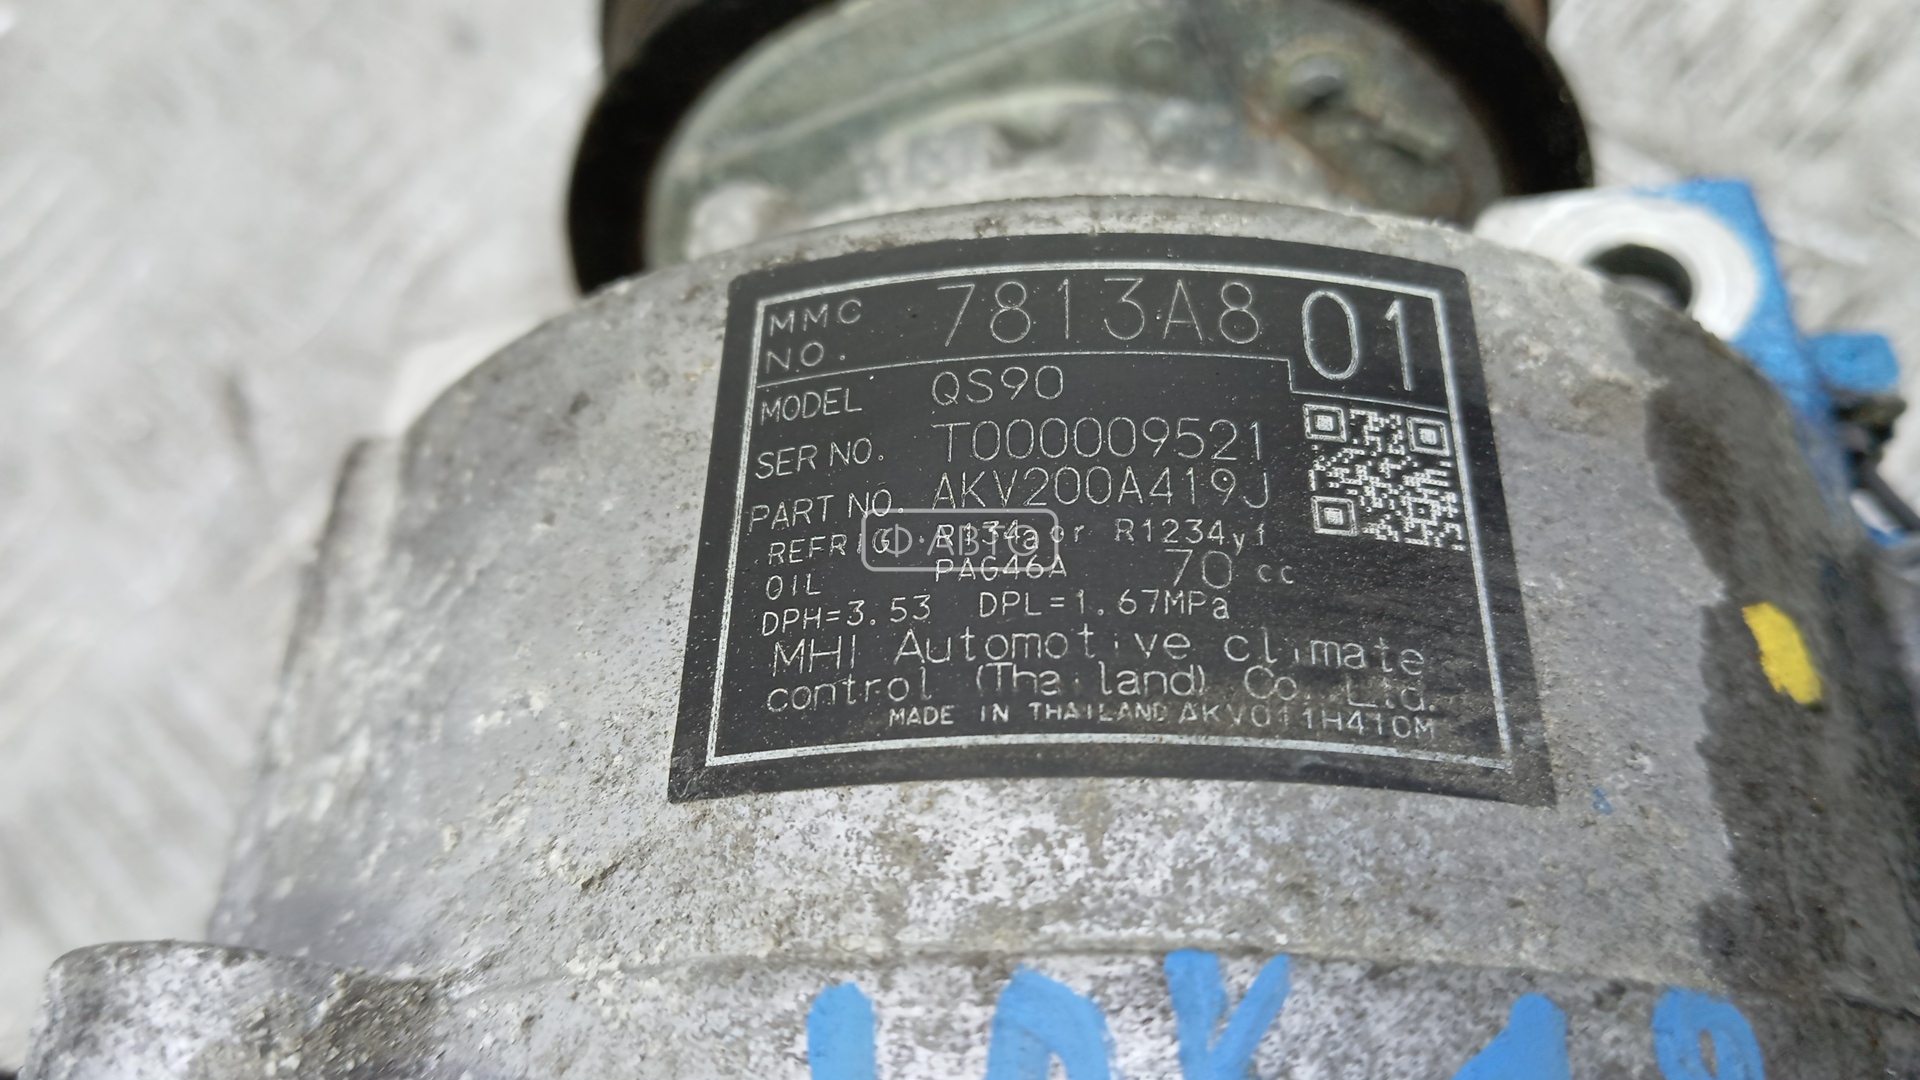 MMC NO. 7813A8 01
MODEL QS90
SER NO. T000009521
PART NO. AKV200A419J
REFRIG. R134a or R1234yf
Ф АВТО
OIL PAG46A 70 cc
DPH=3.53 DPL=1.67MPa
MHI Automotive climate
control (Thailand) Co. Ltd.
MADE IN THAILAND AKV011H410M